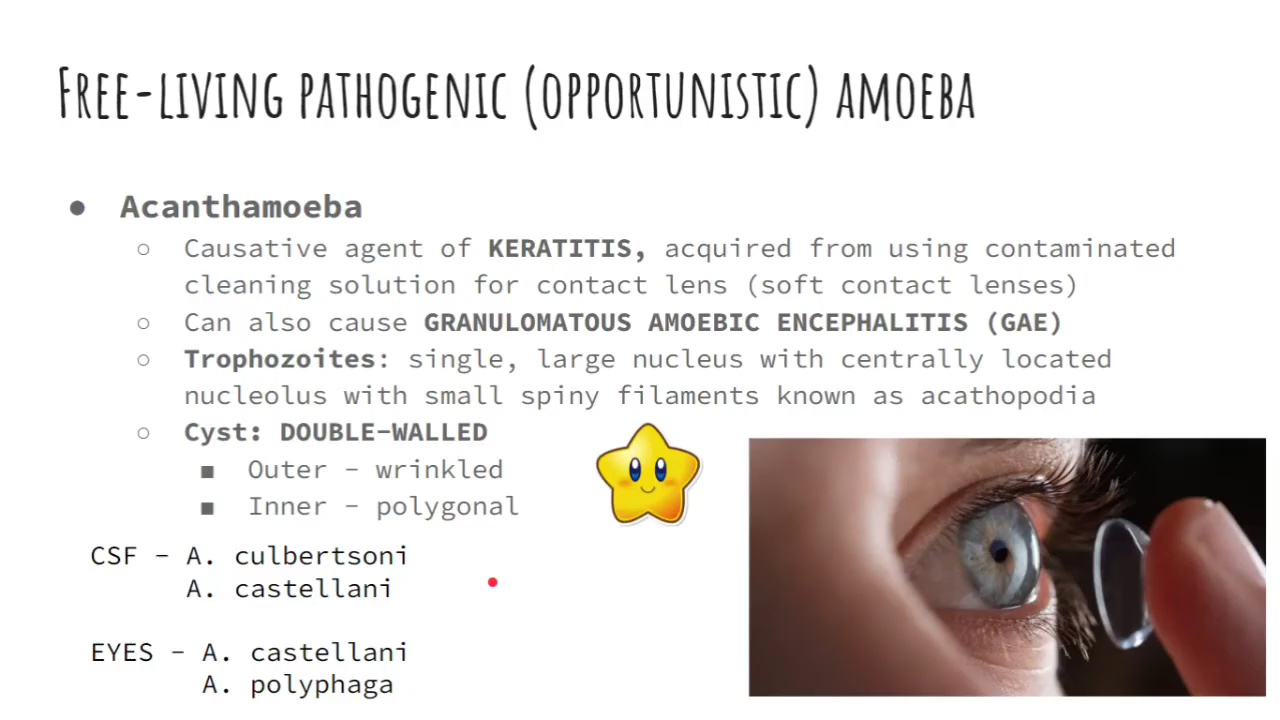 FREE-LIVING PATHOGENIC (OPPORTUNISTIC) AMOEBA
● Acanthamoeba
○ Causative agent of KERATITIS, acquired from using contaminated
cleaning solution for contact lens (soft contact lenses)
○ Can also cause GRANULOMATOUS AMOEBIC ENCEPHALITIS (GAE)
○ Trophozoites: single, large nucleus with centrally located
nucleolus with small spiny filaments known as acathopodia
○ Cyst: DOUBLE-WALLED
■ Outer - wrinkled
■ Inner - polygonal
CSF - A. culbertsoni
A. castellani
EYES - A. castellani
A. polyphaga